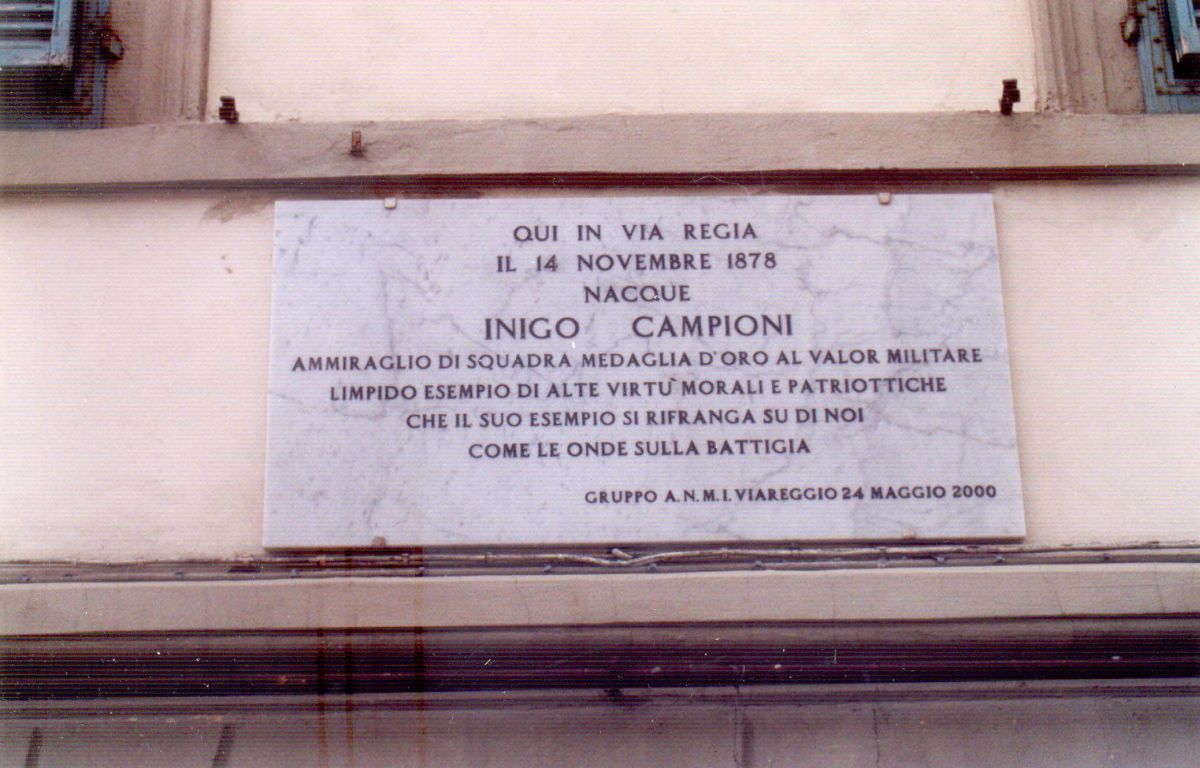 QUI IN VIA REGIA
IL 14 NOVEMBRE 1878
NACQUE
INIGO CAMPIONI
AMMIRAGLIO DI SQUADRA MEDAGLIA D'ORO AL VALOR MILITARE
LIMPIDO ESEMPIO DI ALTE VIRTU' MORALI E PATRIOTTICHE
CHE IL SUO ESEMPIO SI RIFRANGA SU DI NOI
COME LE ONDE SULLA BATTIGIA
GRUPPO A.N.M.I. VIAREGGIO 24 MAGGIO 2000